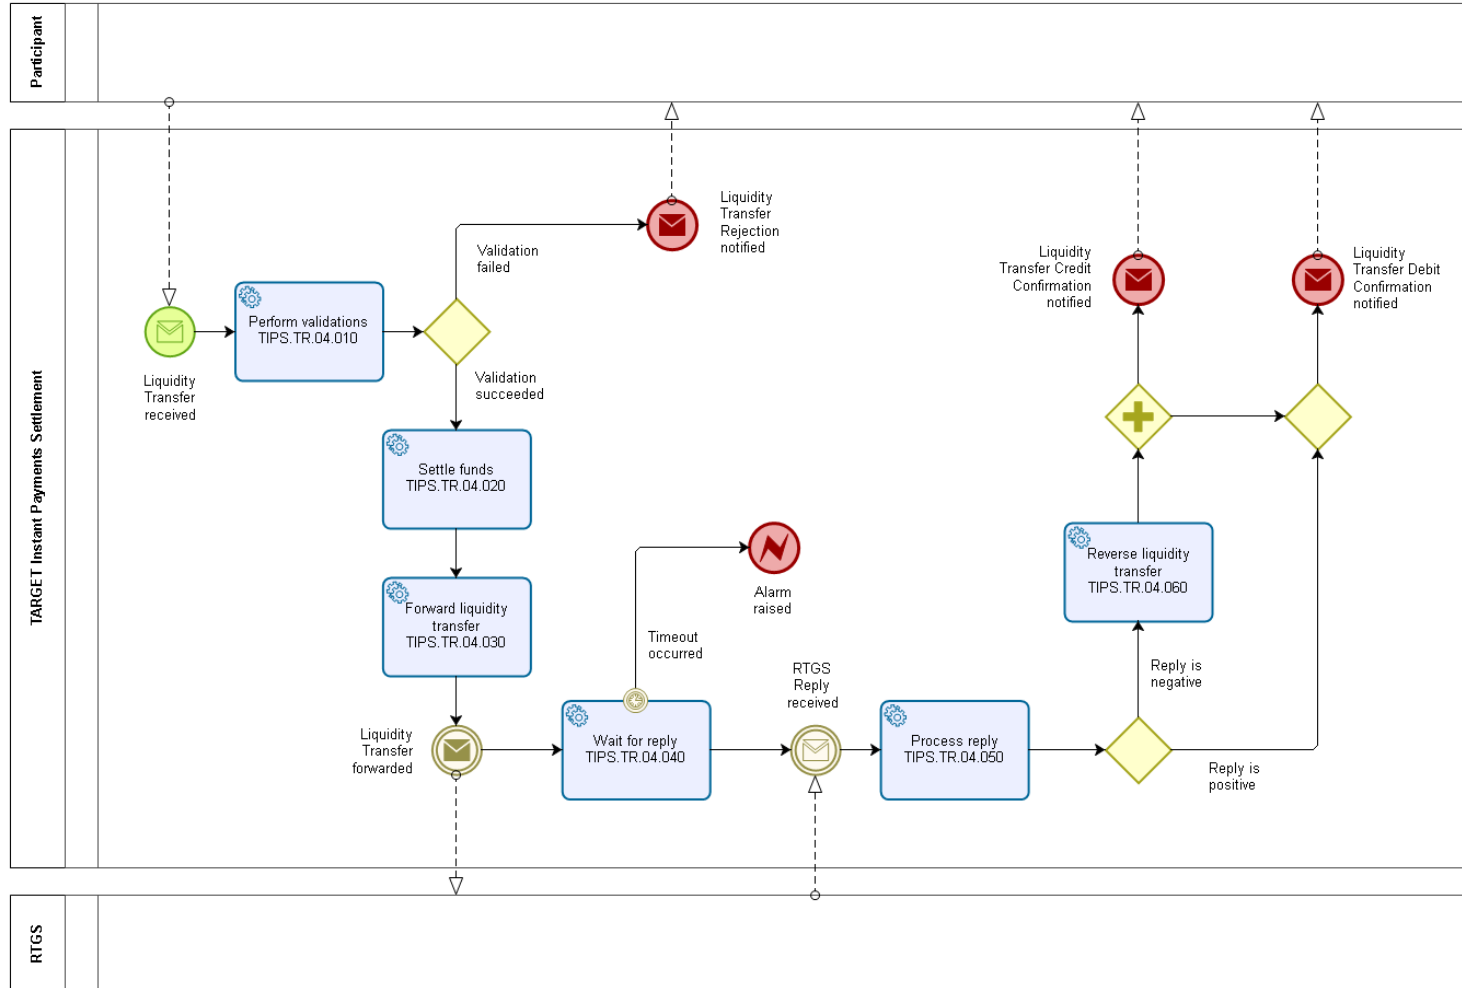 Participant
TARGET Instant Payments Settlement
RTGS
Liquidity
Transfer
Rejection
notified
Validation
failed
Liquidity
Transfer Credit
Confirmation
notified
Liquidity
Transfer Debit
Confirmation
notified
Perform validations
TIPS.TR.04.010
Liquidity
Transfer
received
Validation
succeeded
Settle funds
TIPS.TR.04.020
Forward liquidity
transfer
TIPS.TR.04.030
Alarm
raised
Timeout
occurred
Reverse liquidity
transfer
TIPS.TR.04.060
Liquidity
Transfer
forwarded
Wait for reply
TIPS.TR.04.040
RTGS
Reply
received
Process reply
TIPS.TR.04.050
Reply is
negative
Reply is
positive